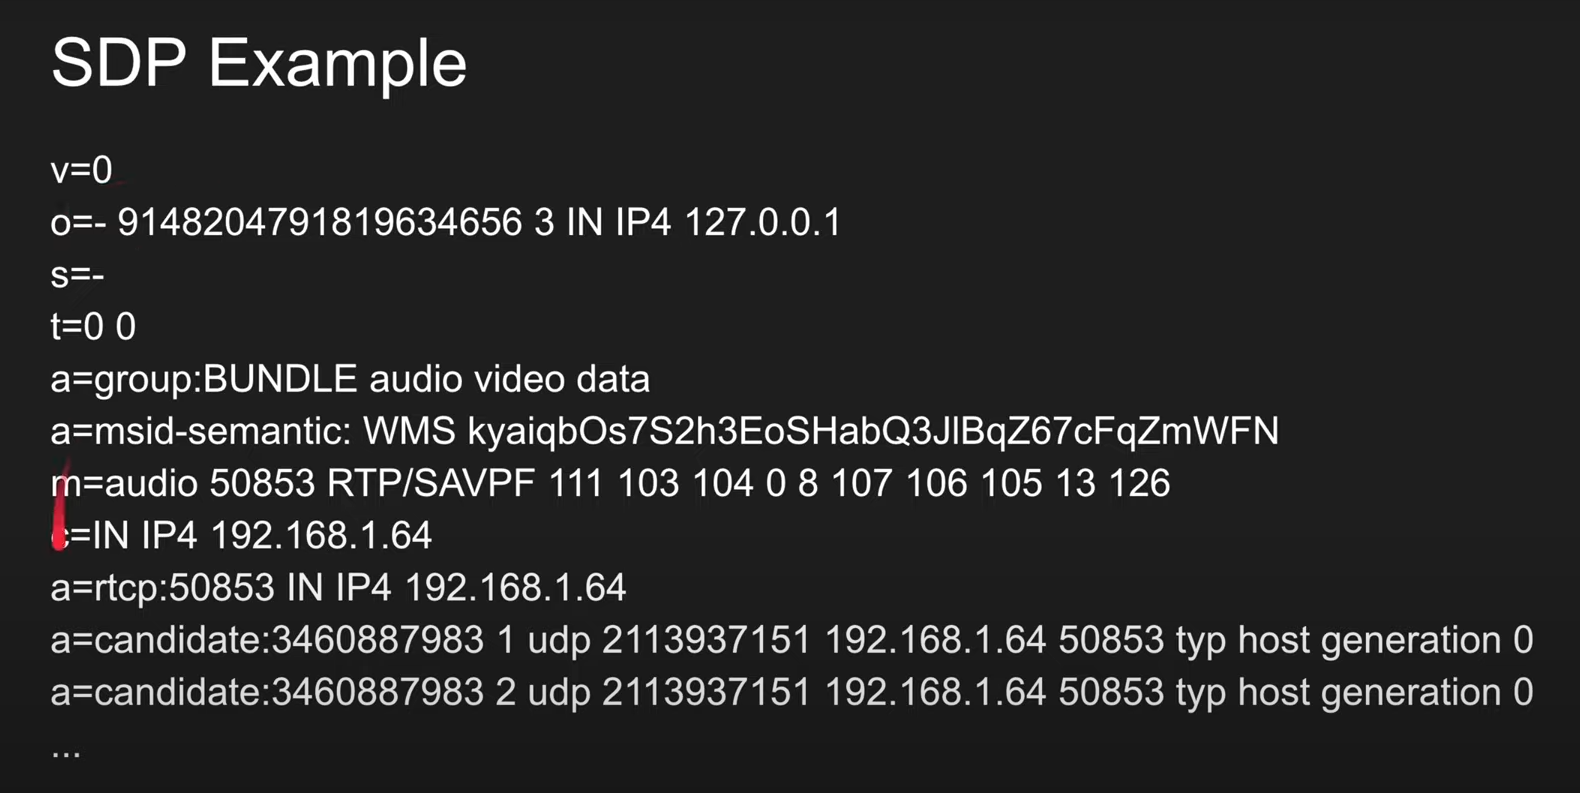 SDP Example
v=0
o=- 9148204791819634656 3 IN IP4 127.0.0.1
s=-
t=0 0
a=group:BUNDLE audio video data
a=msid-semantic: WMS kyaiqbOs7S2h3EoSHabQ3JlBqZ67cFqZmWFN
m=audio 50853 RTP/SAVPF 111 103 104 0 8 107 106 105 13 126
c=IN IP4 192.168.1.64
a=rtcp:50853 IN IP4 192.168.1.64
a=candidate:3460887983 1 udp 2113937151 192.168.1.64 50853 typ host generation 0
a=candidate:3460887983 2 udp 2113937151 192.168.1.64 50853 typ host generation 0
...